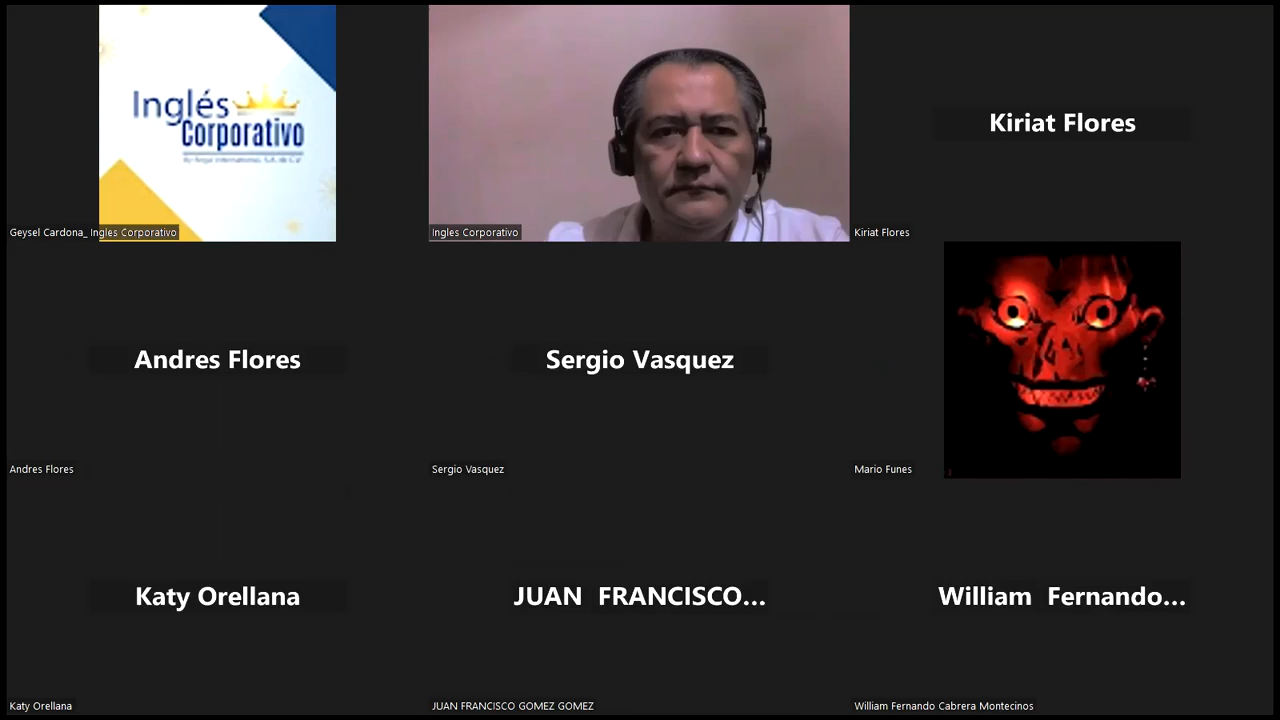 Inglés
Corporativo
Geysel Cardona_ Ingles Corporativo
Ingles Corporativo
Kiriat Flores
Kiriat Flores
Andres Flores
Andres Flores
Sergio Vasquez
Sergio Vasquez
Mario Funes
Katy Orellana
Katy Orellana
JUAN FRANCISCO...
JUAN FRANCISCO GOMEZ GOMEZ
William Fernando...
William Fernando Cabrera Montecinos